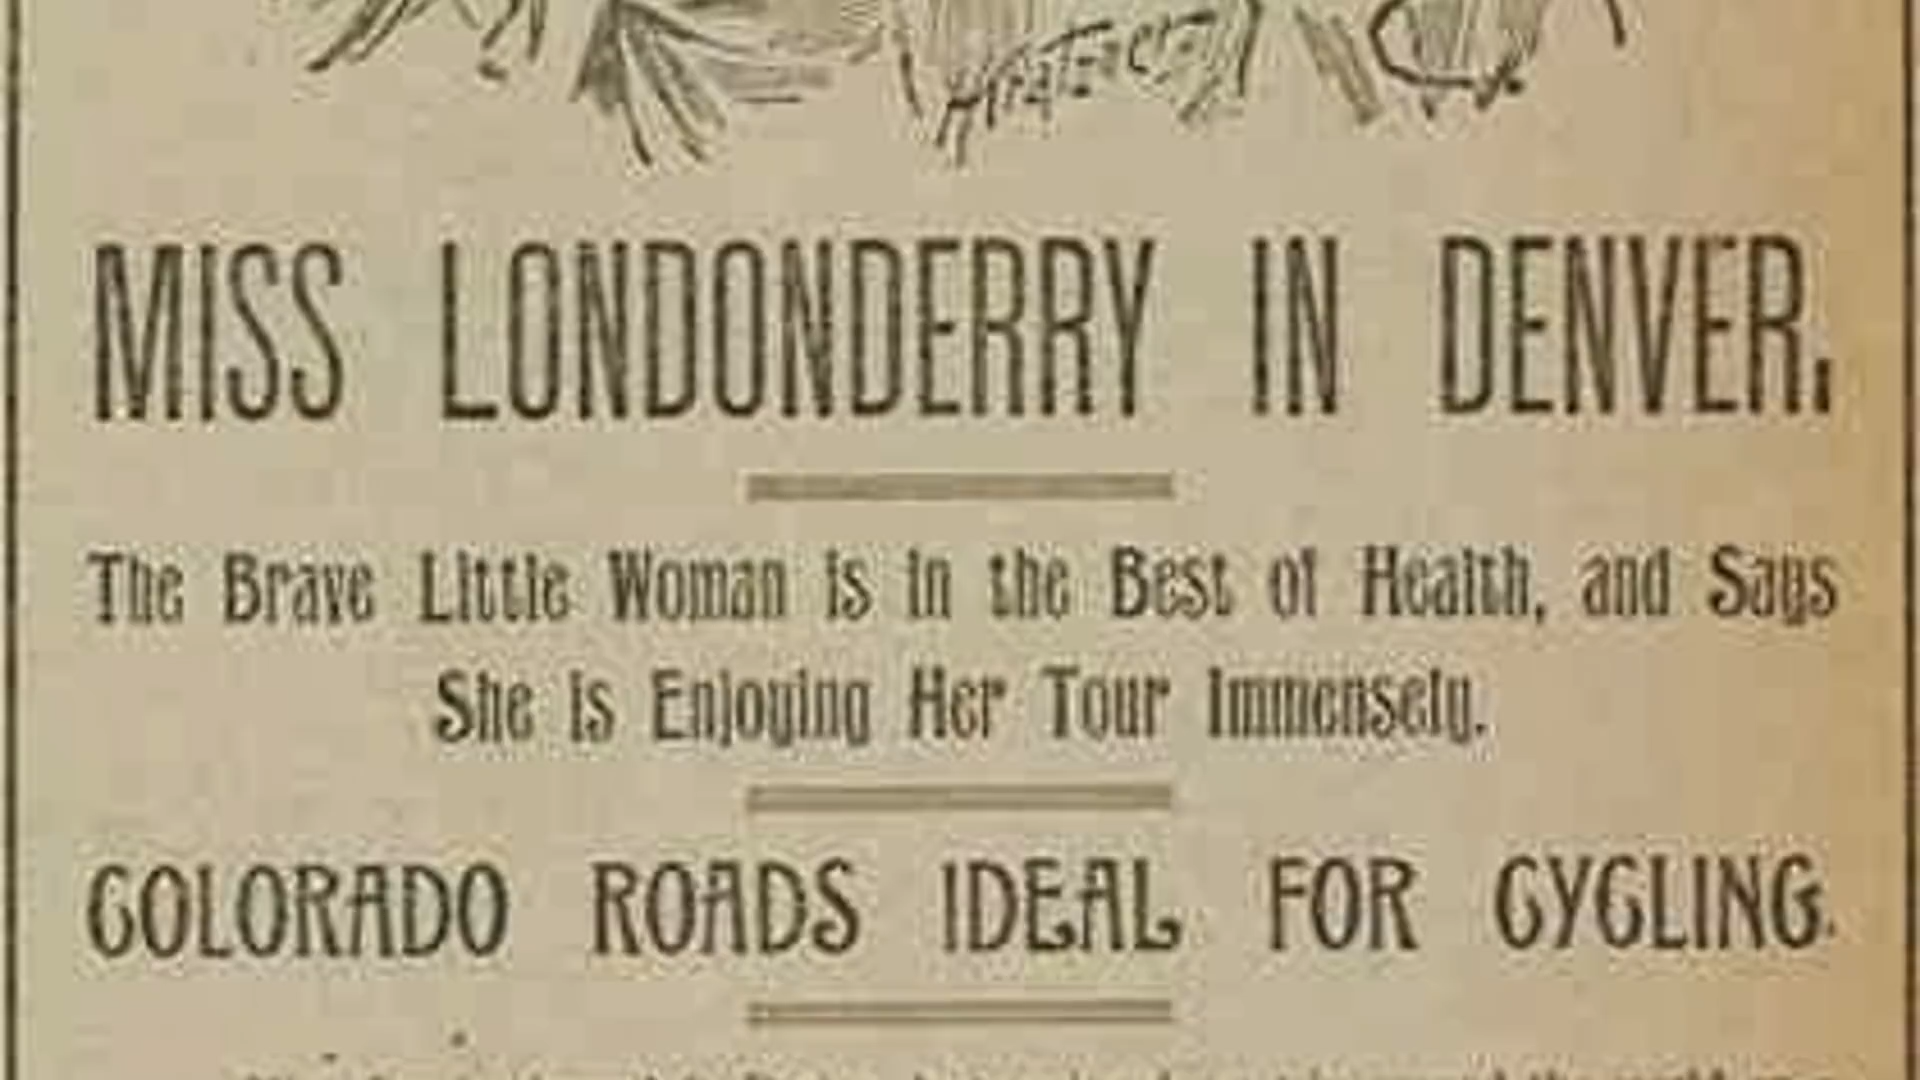 MISS LONDONDERRY IN DENVER.
The Brave Little Woman is in the Best of Health, and Says
She is Enjoying Her Tour Immensely.
COLORADO ROADS IDEAL FOR CYCLING.